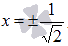 x = ±1/√2.